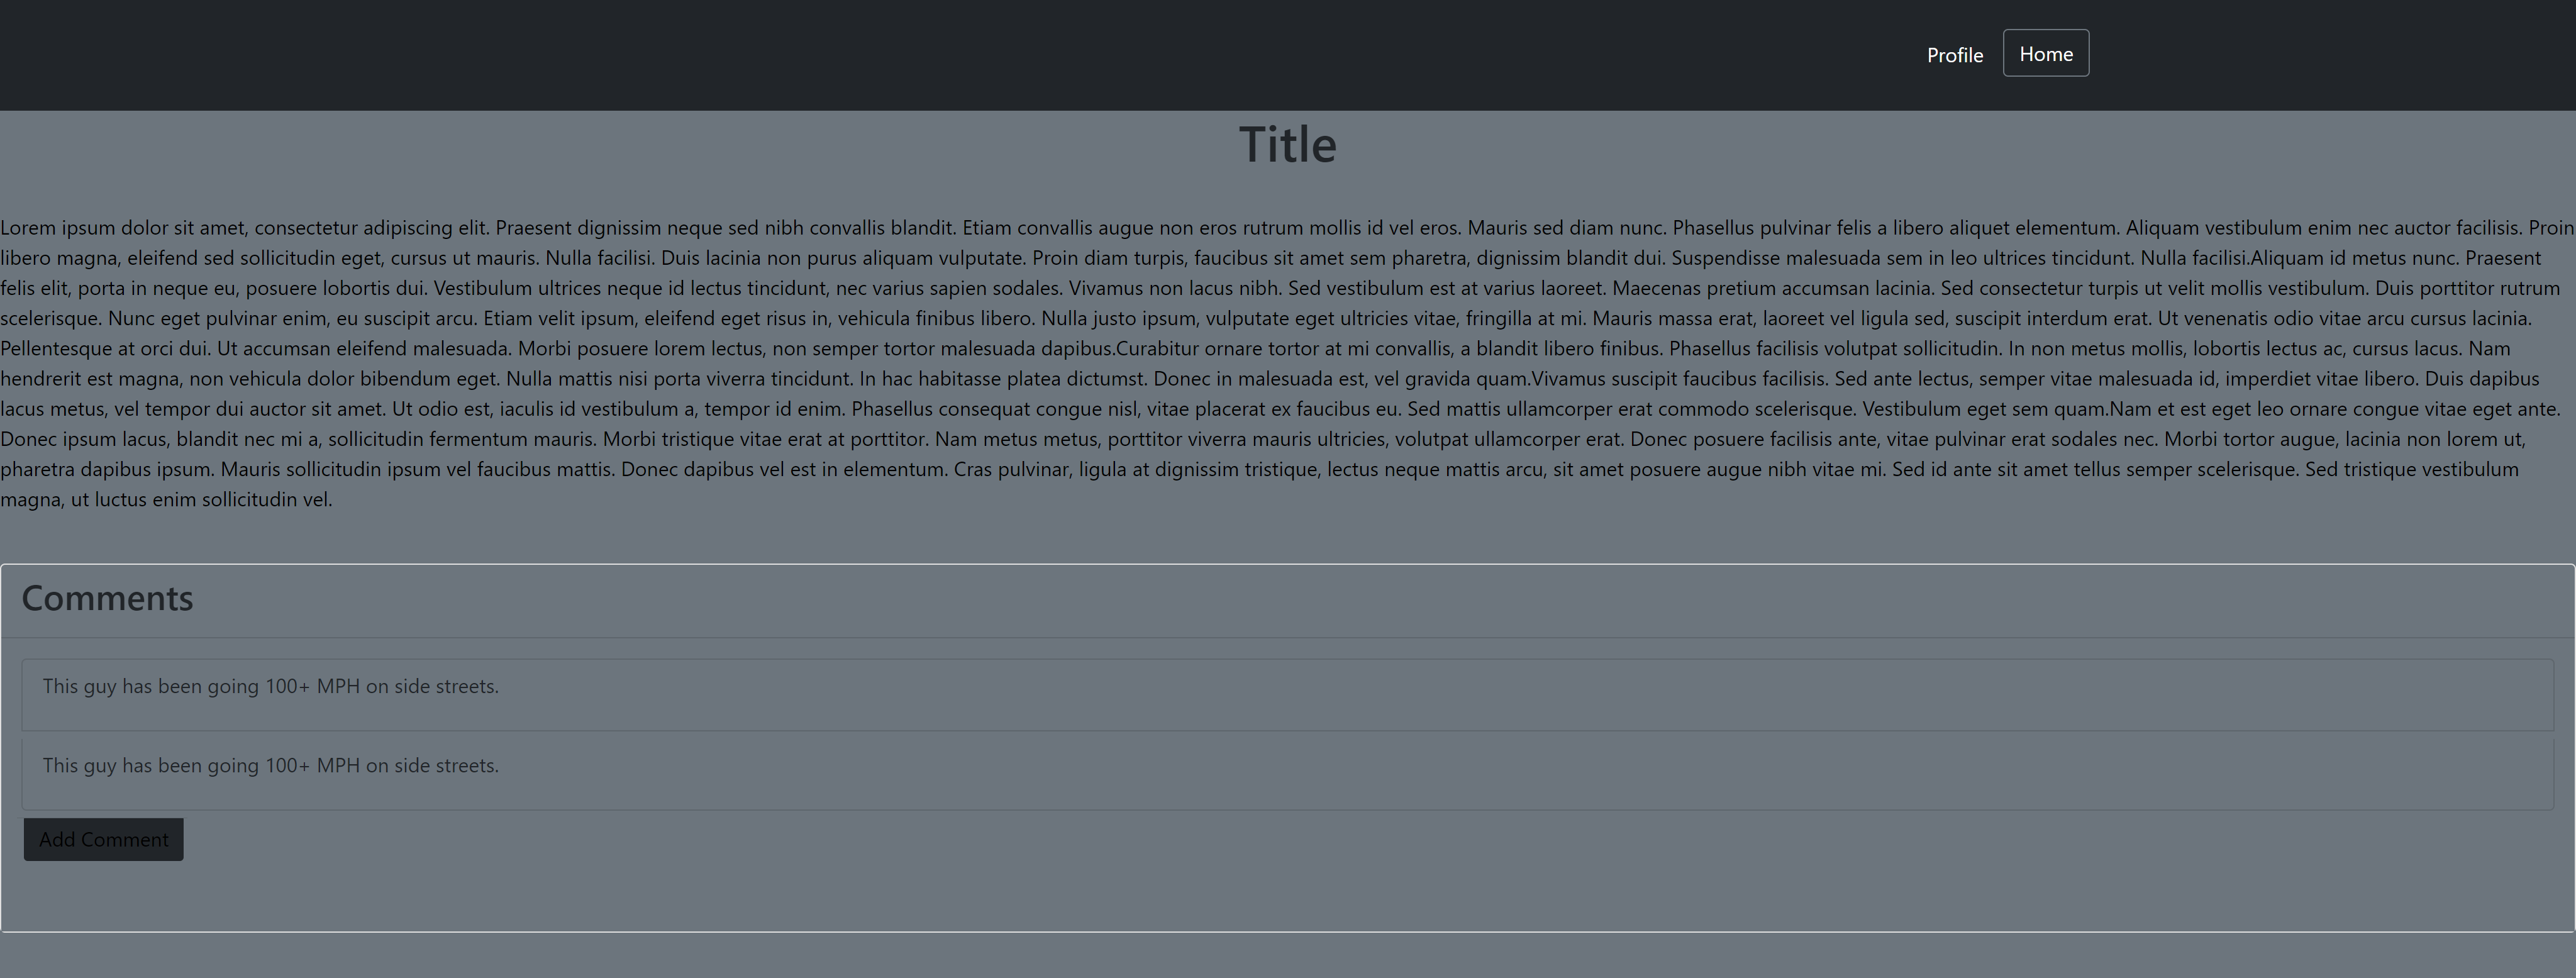 Profile
Home
Title
Lorem ipsum dolor sit amet, consectetur adipiscing elit. Praesent dignissim neque sed nibh convallis blandit. Etiam convallis augue non eros rutrum mollis id vel eros. Mauris sed diam nunc. Phasellus pulvinar felis a libero aliquet elementum. Aliquam vestibulum enim nec auctor facilisis. Proin
libero magna, eleifend sed sollicitudin eget, cursus ut mauris. Nulla facilisi. Duis lacinia non purus aliquam vulputate. Proin diam turpis, faucibus sit amet sem pharetra, dignissim blandit dui. Suspendisse malesuada sem in leo ultrices tincidunt. Nulla facilisi.Aliquam id metus nunc. Praesent
felis elit, porta in neque eu, posuere lobortis dui. Vestibulum ultrices neque id lectus tincidunt, nec varius sapien sodales. Vivamus non lacus nibh. Sed vestibulum est at varius laoreet. Maecenas pretium accumsan lacinia. Sed consectetur turpis ut velit mollis vestibulum. Duis porttitor rutrum
scelerisque. Nunc eget pulvinar enim, eu suscipit arcu. Etiam velit ipsum, eleifend eget risus in, vehicula finibus libero. Nulla justo ipsum, vulputate eget ultricies vitae, fringilla at mi. Mauris massa erat, laoreet vel ligula sed, suscipit interdum erat. Ut venenatis odio vitae arcu cursus lacinia.
Pellentesque at orci dui. Ut accumsan eleifend malesuada. Morbi posuere lorem lectus, non semper tortor malesuada dapibus.Curabitur ornare tortor at mi convallis, a blandit libero finibus. Phasellus facilisis volutpat sollicitudin. In non metus mollis, lobortis lectus ac, cursus lacus. Nam
hendrerit est magna, non vehicula dolor bibendum eget. Nulla mattis nisi porta viverra tincidunt. In hac habitasse platea dictumst. Donec in malesuada est, vel gravida quam.Vivamus suscipit faucibus facilisis. Sed ante lectus, semper vitae malesuada id, imperdiet vitae libero. Duis dapibus
lacus metus, vel tempor dui auctor sit amet. Ut odio est, iaculis id vestibulum a, tempor id enim. Phasellus consequat congue nisl, vitae placerat ex faucibus eu. Sed mattis ullamcorper erat commodo scelerisque. Vestibulum eget sem quam.Nam et est eget leo ornare congue vitae eget ante.
Donec ipsum lacus, blandit nec mi a, sollicitudin fermentum mauris. Morbi tristique vitae erat at porttitor. Nam metus metus, porttitor viverra mauris ultricies, volutpat ullamcorper erat. Donec posuere facilisis ante, vitae pulvinar erat sodales nec. Morbi tortor augue, lacinia non lorem ut,
pharetra dapibus ipsum. Mauris sollicitudin ipsum vel faucibus mattis. Donec dapibus vel est in elementum. Cras pulvinar, ligula at dignissim tristique, lectus neque mattis arcu, sit amet posuere augue nibh vitae mi. Sed id ante sit amet tellus semper scelerisque. Sed tristique vestibulum
magna, ut luctus enim sollicitudin vel.
Comments
This guy has been going 100+ MPH on side streets.
This guy has been going 100+ MPH on side streets.
Add Comment